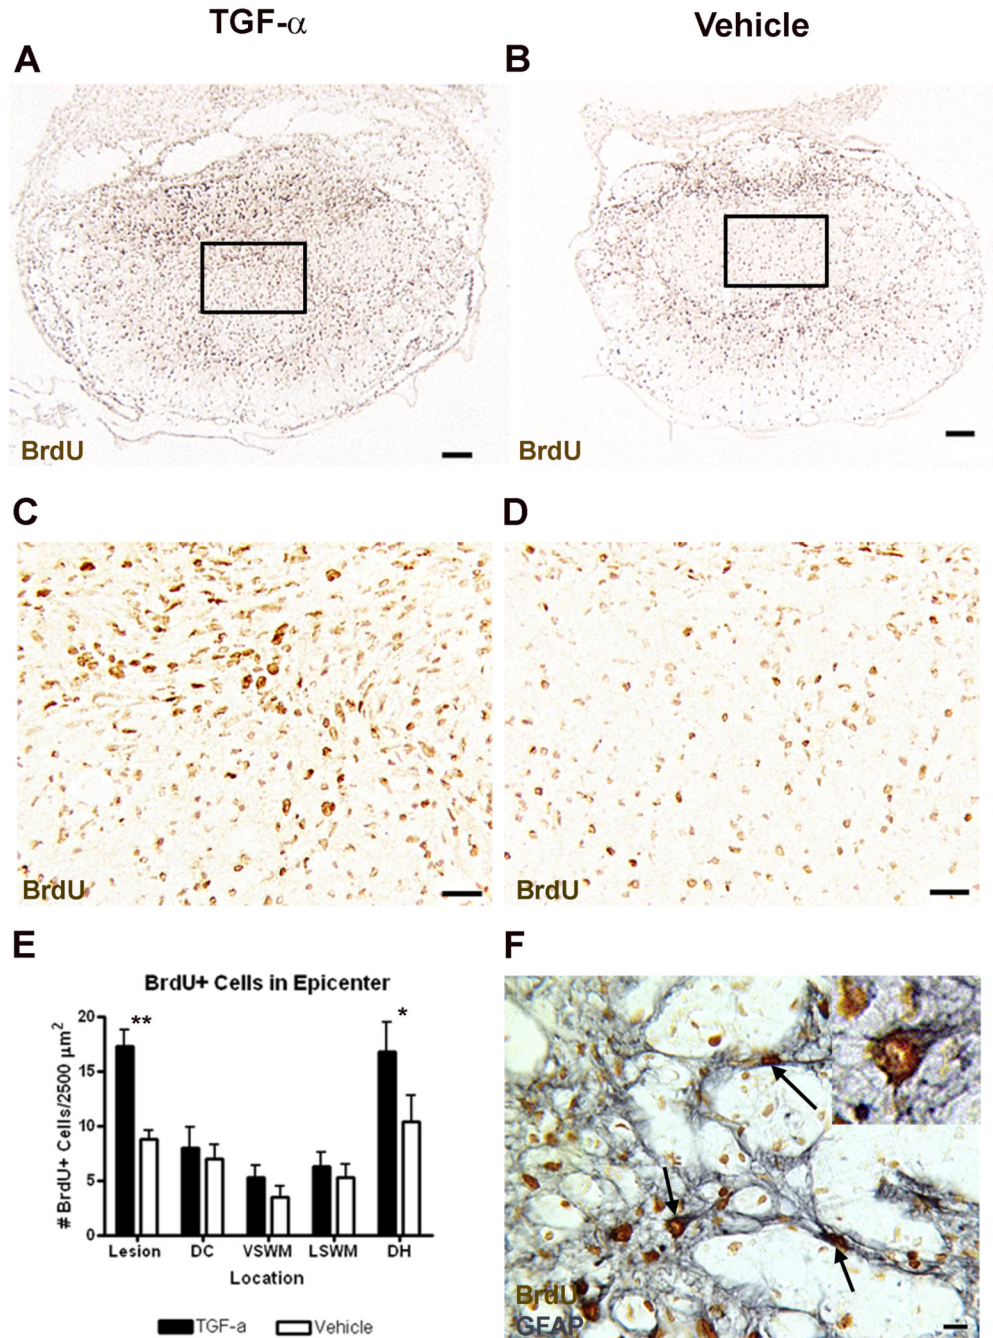 TGF-α
Vehicle
A
B
BrdU
BrdU
C
D
BrdU
BrdU
E
F
BrdU+ Cells in Epicenter
# BrdU+ Cells/2500 µm²
20
15
10
5
0
**
*
Lesion DC VSWM LSWM DH
Location
TGF-a Vehicle
BrdU
GFAP